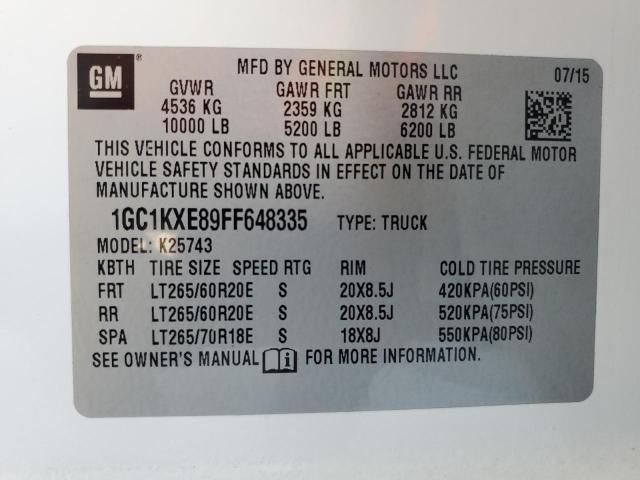 GM ®
MFD BY GENERAL MOTORS LLC 07/15
GVWR GAWR FRT GAWR RR
4536 KG 2359 KG 2812 KG
10000 LB 5200 LB 6200 LB
THIS VEHICLE CONFORMS TO ALL APPLICABLE U.S. FEDERAL MOTOR
VEHICLE SAFETY STANDARDS IN EFFECT ON THE DATE OF
MANUFACTURE SHOWN ABOVE.
1GC1KXE89FF648335 TYPE: TRUCK
MODEL: K25743
KBTH TIRE SIZE SPEED RTG RIM COLD TIRE PRESSURE
FRT LT265/60R20E S 20X8.5J 420KPA(60PSI)
RR LT265/60R20E S 20X8.5J 520KPA(75PSI)
SPA LT265/70R18E S 18X8J 550KPA(80PSI)
SEE OWNER'S MANUAL i FOR MORE INFORMATION.